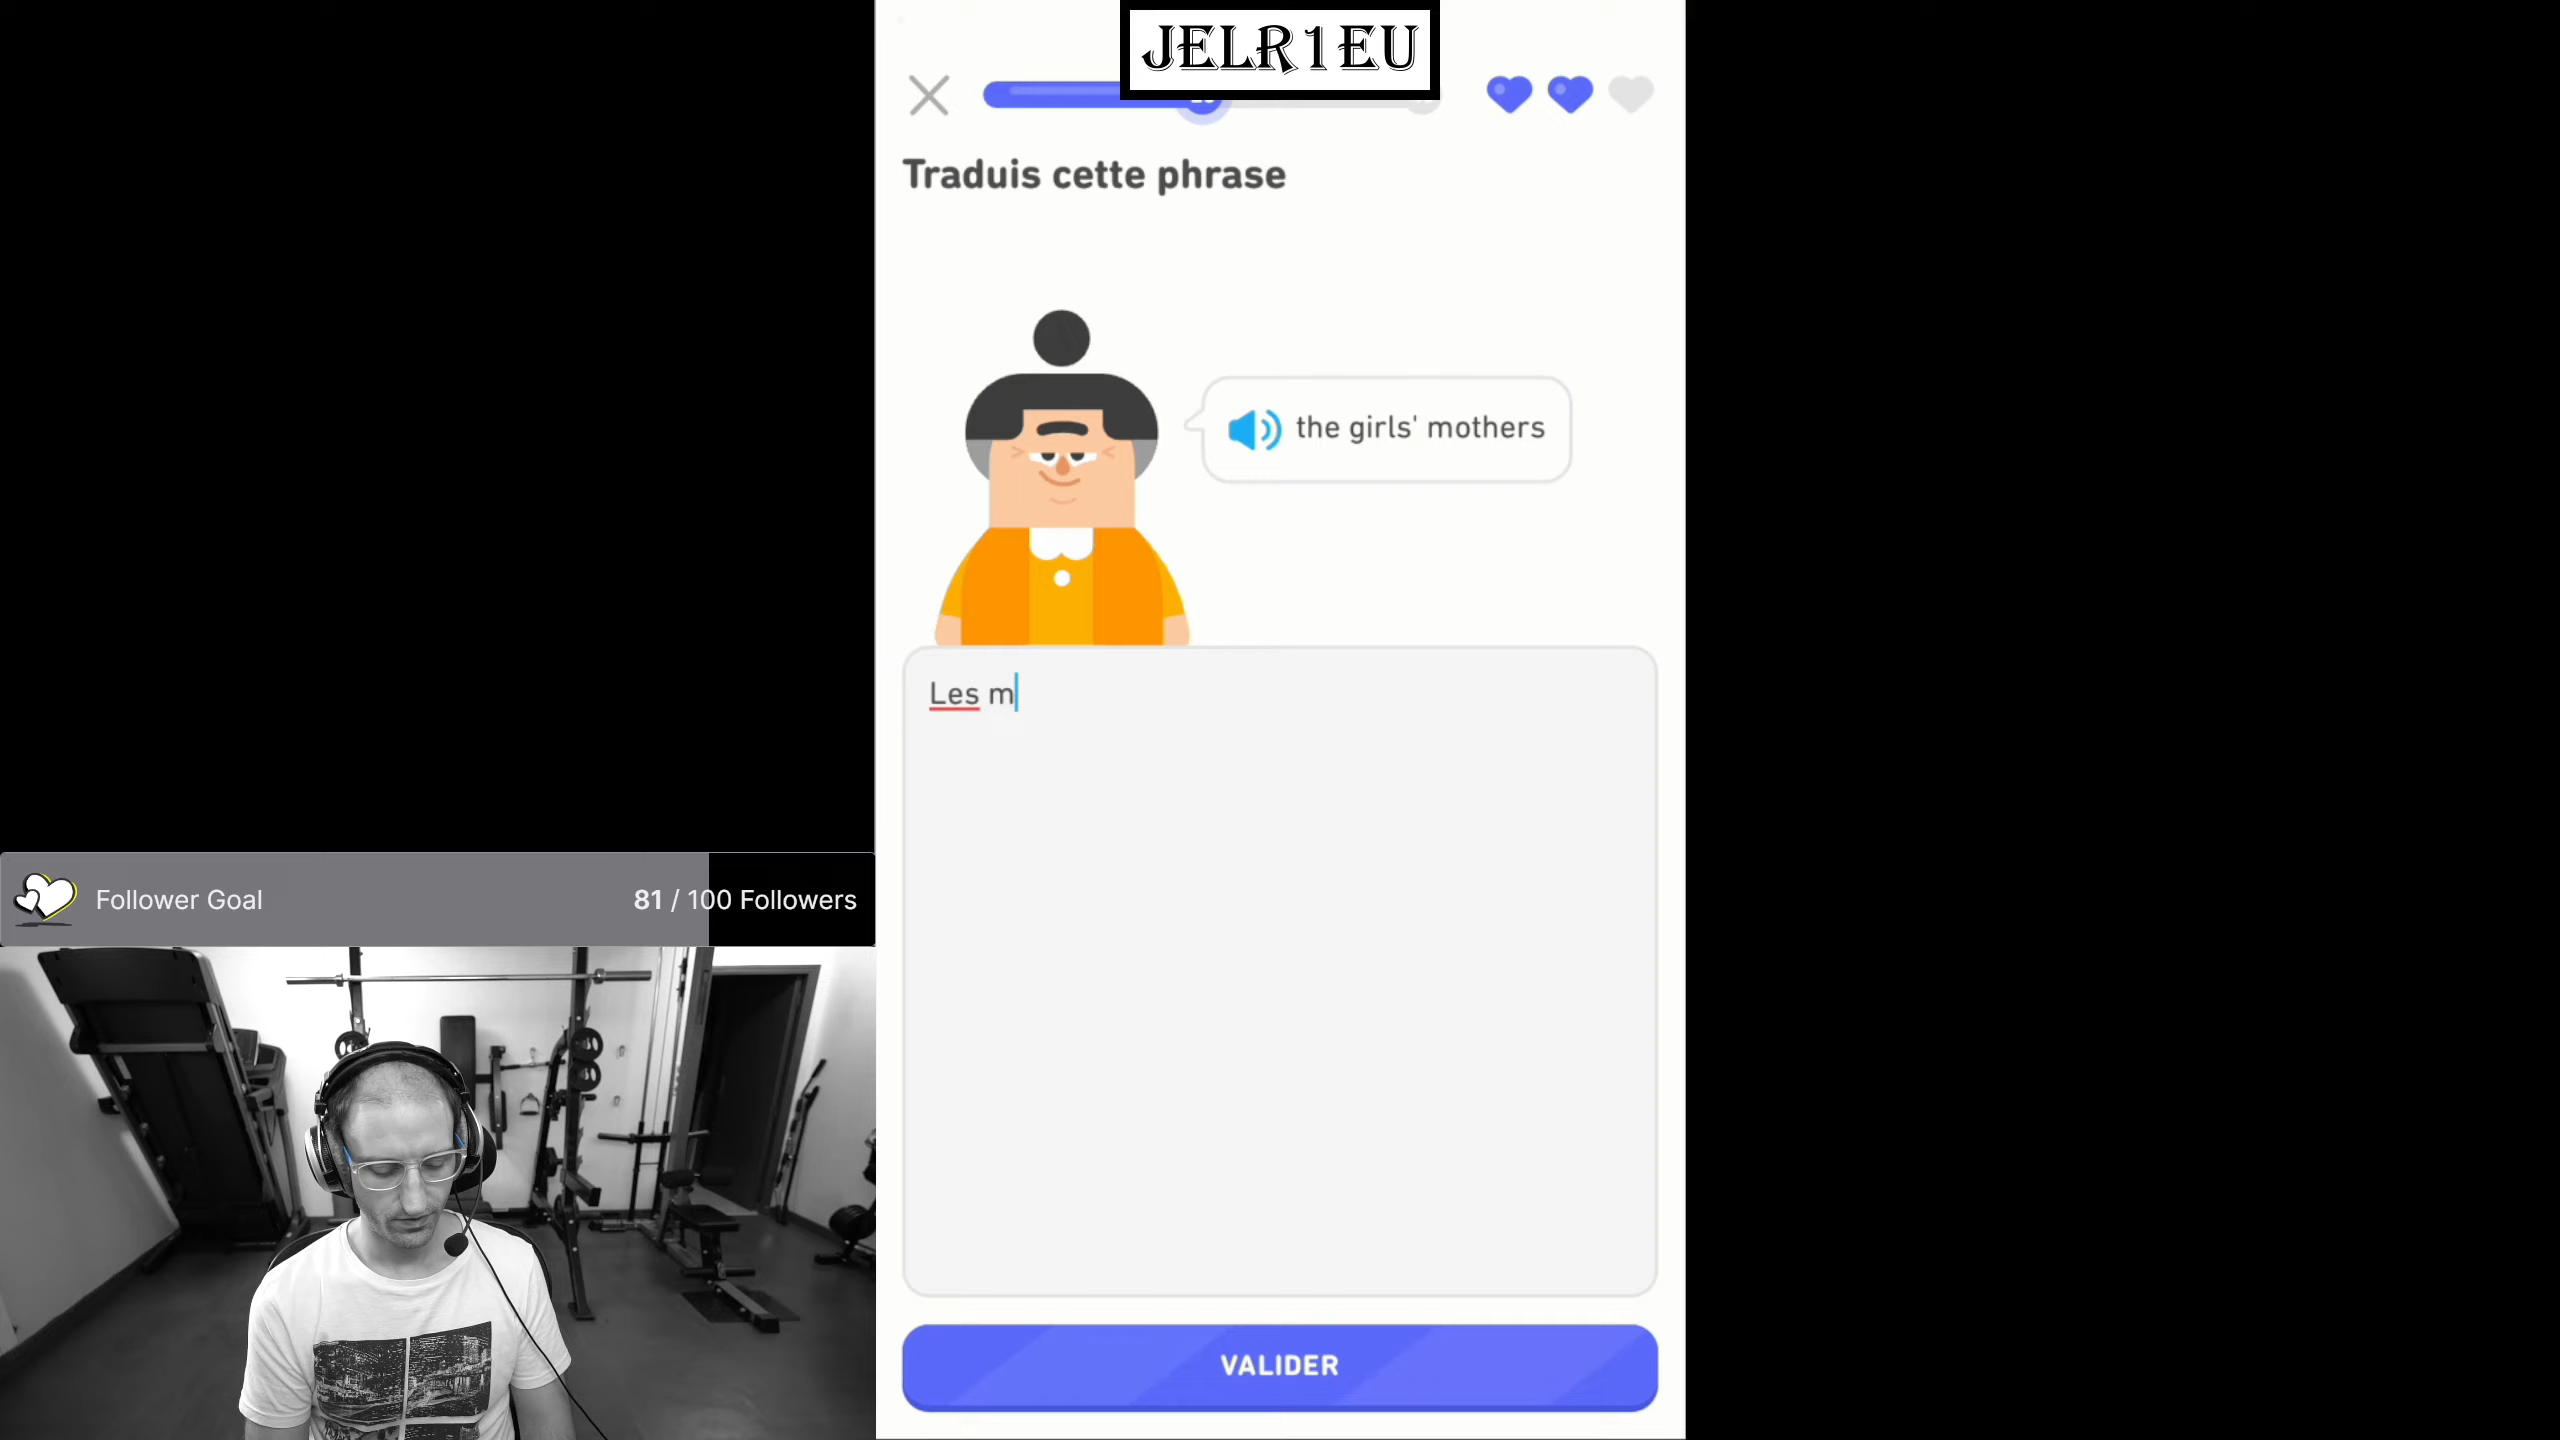 JELR1EU
Traduis cette phrase
the girls' mothers
Les m
Follower Goal
81 / 100 Followers
VALIDER